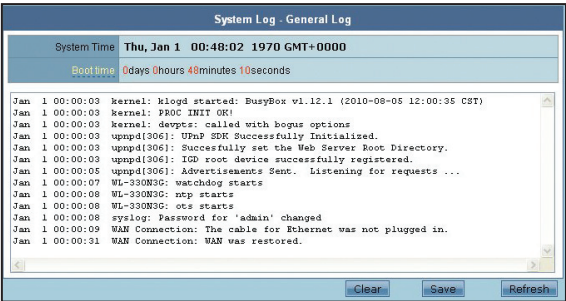 System Log - General Log
System Time Thu, Jan 1 00:48:02 1970 GMT+0000
Boot time 0days 0hours 48minutes 10seconds
Jan 1 00:00:03 kernel: klogd started: BusyBox v1.12.1 (2010-08-05 12:00:35 CST)
Jan 1 00:00:03 kernel: PROC INIT OK!
Jan 1 00:00:03 kernel: devpts: called with bogus options
Jan 1 00:00:03 upnpd[306]: UPnP SDK Successfully Initialized.
Jan 1 00:00:03 upnpd[306]: Succesfully set the Web Server Root Directory.
Jan 1 00:00:03 upnpd[306]: IGD root device successfully registered.
Jan 1 00:00:05 upnpd[306]: Advertisements Sent. Listening for requests ...
Jan 1 00:00:07 WL-330N3G: watchdog starts
Jan 1 00:00:08 WL-330N3G: ntp starts
Jan 1 00:00:08 WL-330N3G: ots starts
Jan 1 00:00:08 syslog: Password for 'admin' changed
Jan 1 00:00:09 WAN Connection: The cable for Ethernet was not plugged in.
Jan 1 00:00:31 WAN Connection: WAN was restored.
Clear Save Refresh